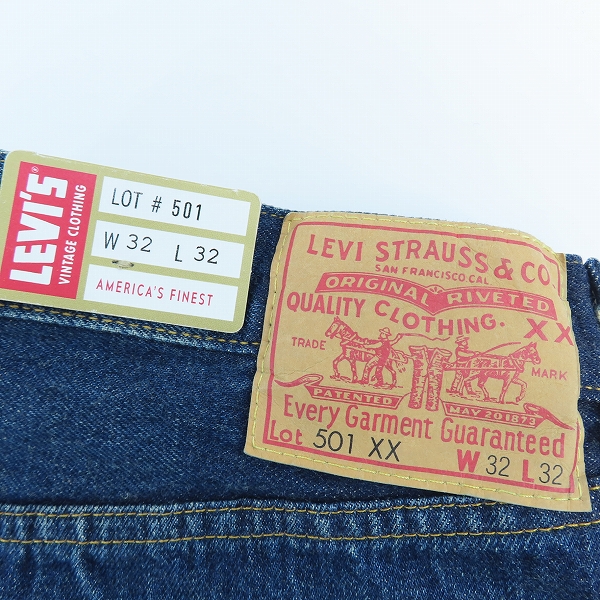 LEVI'S®
VINTAGE CLOTHING
LOT # 501
W 32 L 32
AMERICA'S FINEST
LEVI STRAUSS & CO.
SAN FRANCISCO CAL.
ORIGINAL RIVETED
QUALITY CLOTHING. XX
TRADE MARK
PATENTED MAY 20 1873
Every Garment Guaranteed
Lot 501 XX
W 32 L 32